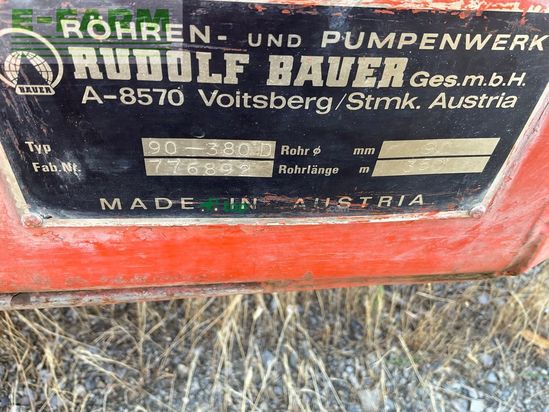 E-FARM
RÖHREN- UND PUMPENWERK
BAUER
RUDOLF BAUER Ges.m.b.H.
A-8570 Voitsberg/Stmk. Austria
Typ 90-380D Rohr ø mm
Fab.Nr. 776892 Rohrlänge m
MADE IN AUSTRIA